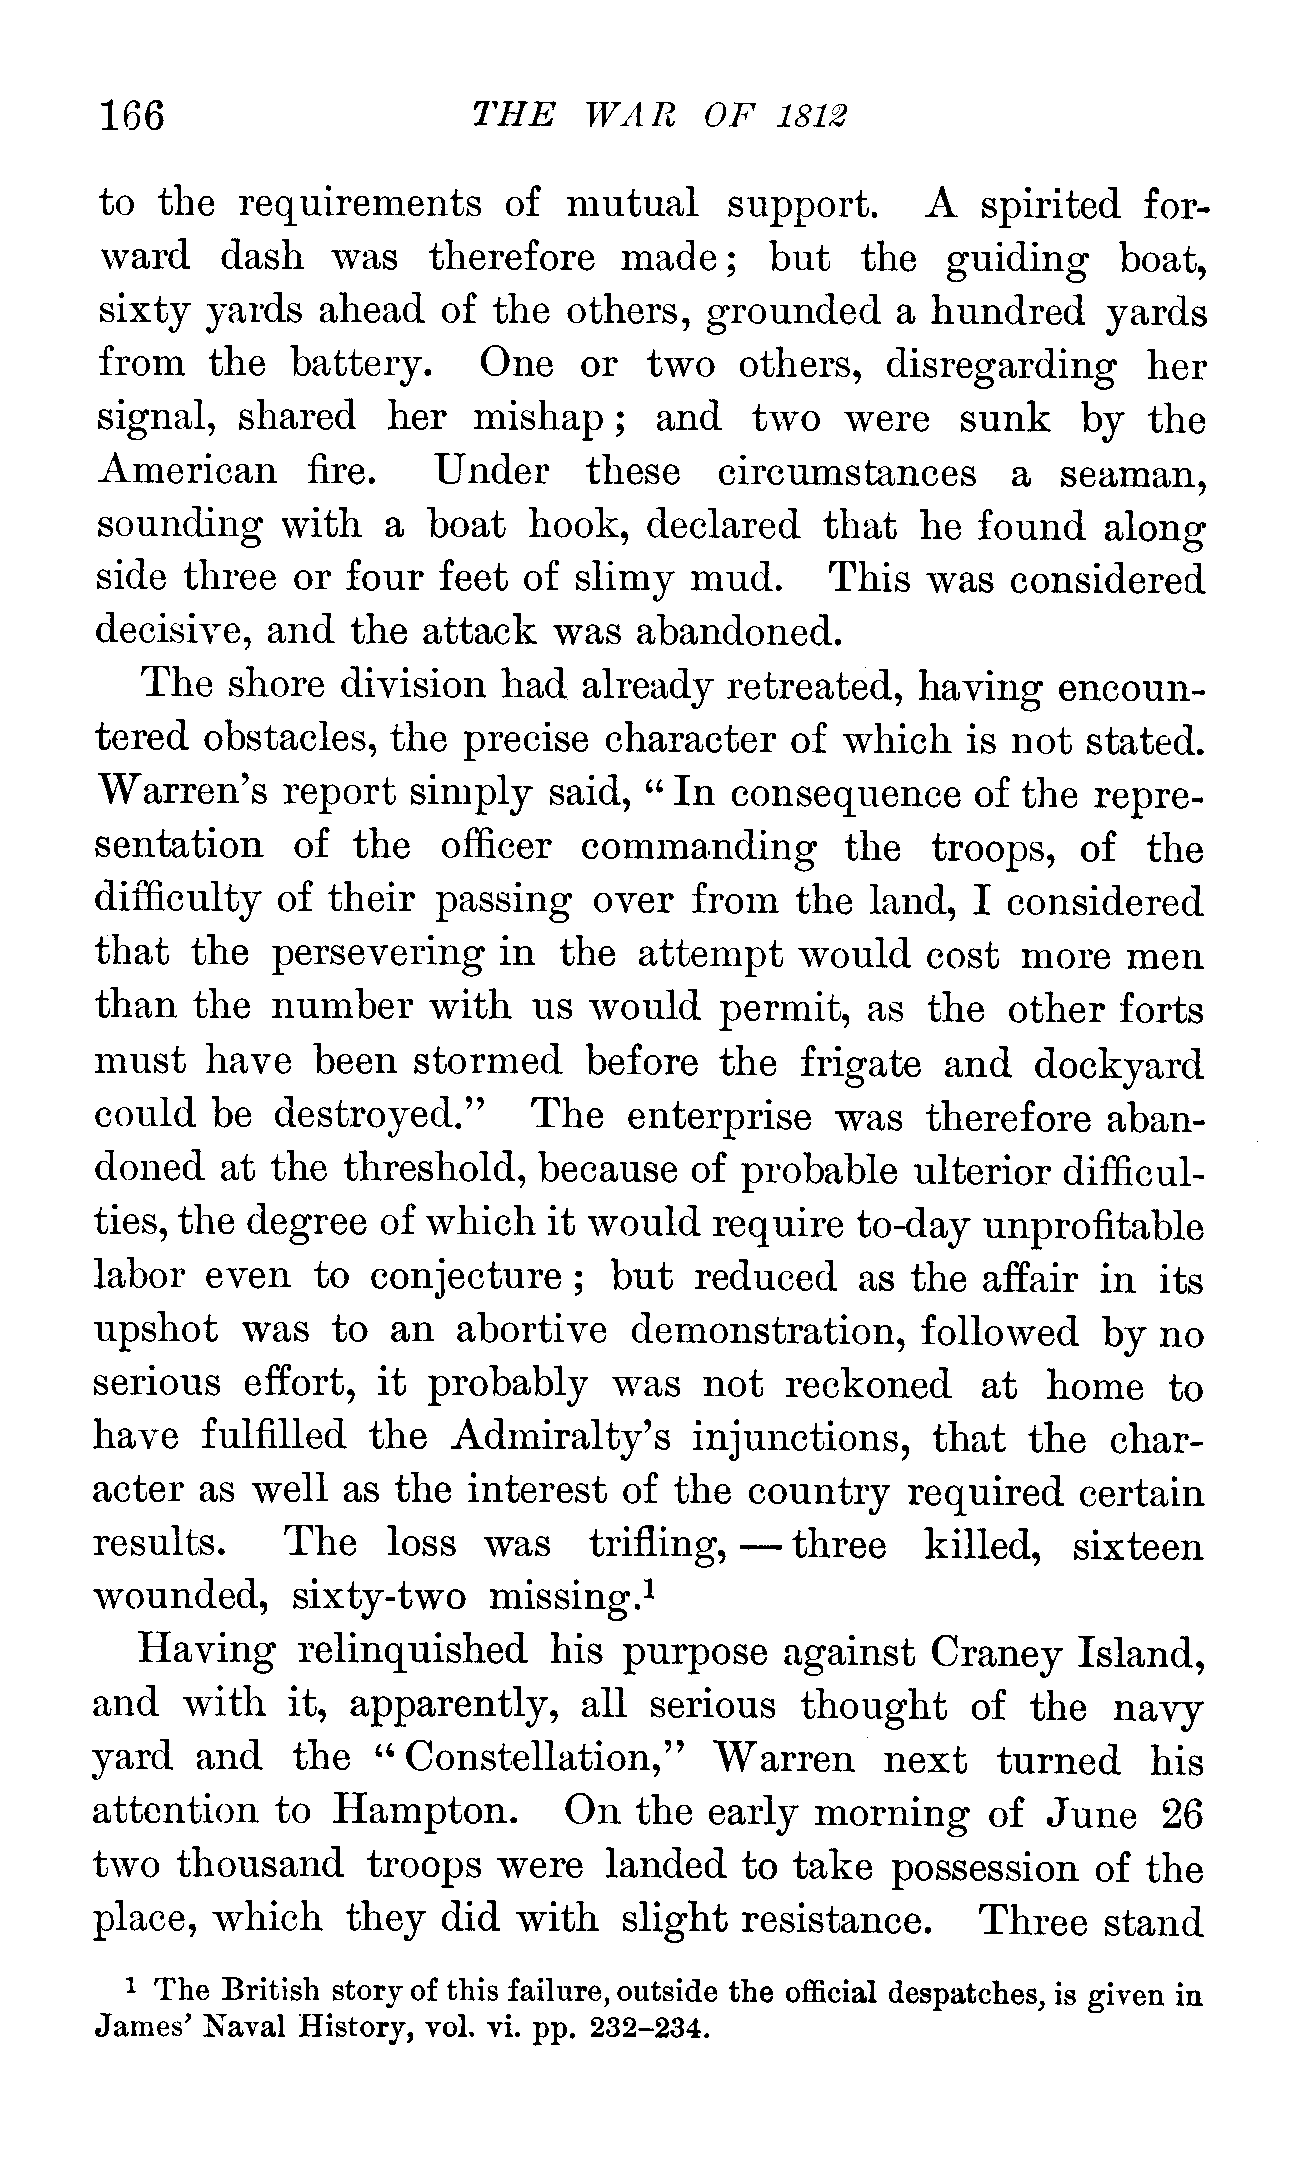 166 THE WAR OF 1812
to the requirements of mutual support. A spirited for-
ward dash was therefore made; but the guiding boat,
sixty yards ahead of the others, grounded a hundred yards
from the battery. One or two others, disregarding her
signal, shared her mishap; and two were sunk by the
American fire. Under these circumstances a seaman,
sounding with a boat hook, declared that he found along
side three or four feet of slimy mud. This was considered
decisive, and the attack was abandoned.
The shore division had already retreated, having encoun-
tered obstacles, the precise character of which is not stated.
Warren's report simply said, “In consequence of the repre-
sentation of the officer commanding the troops, of the
difficulty of their passing over from the land, I considered
that the persevering in the attempt would cost more men
than the number with us would permit, as the other forts
must have been stormed before the frigate and dockyard
could be destroyed.” The enterprise was therefore aban-
doned at the threshold, because of probable ulterior difficul-
ties, the degree of which it would require to-day unprofitable
labor even to conjecture; but reduced as the affair in its
upshot was to an abortive demonstration, followed by no
serious effort, it probably was not reckoned at home to
have fulfilled the Admiralty's injunctions, that the char-
acter as well as the interest of the country required certain
results. The loss was trifling, — three killed, sixteen
wounded, sixty-two missing.¹
Having relinquished his purpose against Craney Island,
and with it, apparently, all serious thought of the navy
yard and the “Constellation,” Warren next turned his
attention to Hampton. On the early morning of June 26
two thousand troops were landed to take possession of the
place, which they did with slight resistance. Three stand
¹ The British story of this failure, outside the official despatches, is given in
James' Naval History, vol. vi. pp. 232–234.